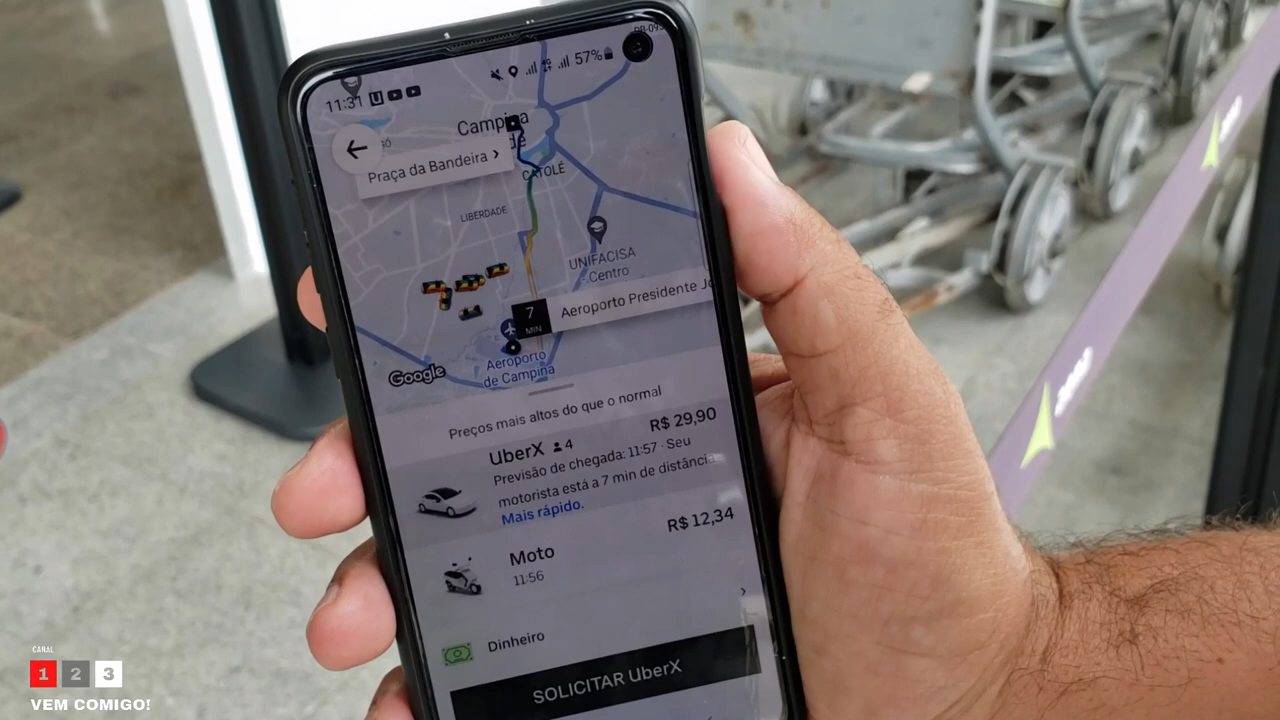 11:31
57%
Campina
de
Praça da Bandeira ›
CATOLÉ
LIBERDADE
UNIFACISA
- Centro
7
MIN
Aeroporto Presidente Jo
Aeroporto
de Campina
Google
Preços mais altos do que o normal
UberX 4
R$ 29,90
Previsão de chegada: 11:57 · Seu
motorista está a 7 min de distância
Mais rápido.
Moto
R$ 12,34
11:56
Dinheiro
SOLICITAR UberX
CANAL
1 2 3
VEM COMIGO!